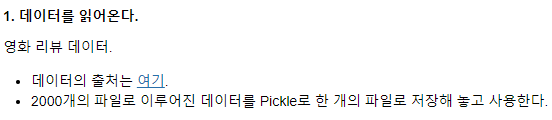 1. 데이터를 읽어온다.
영화 리뷰 데이터.
• 데이터의 출처는 여기.
• 2000개의 파일로 이루어진 데이터를 Pickle로 한 개의 파일로 저장해 놓고 사용한다.